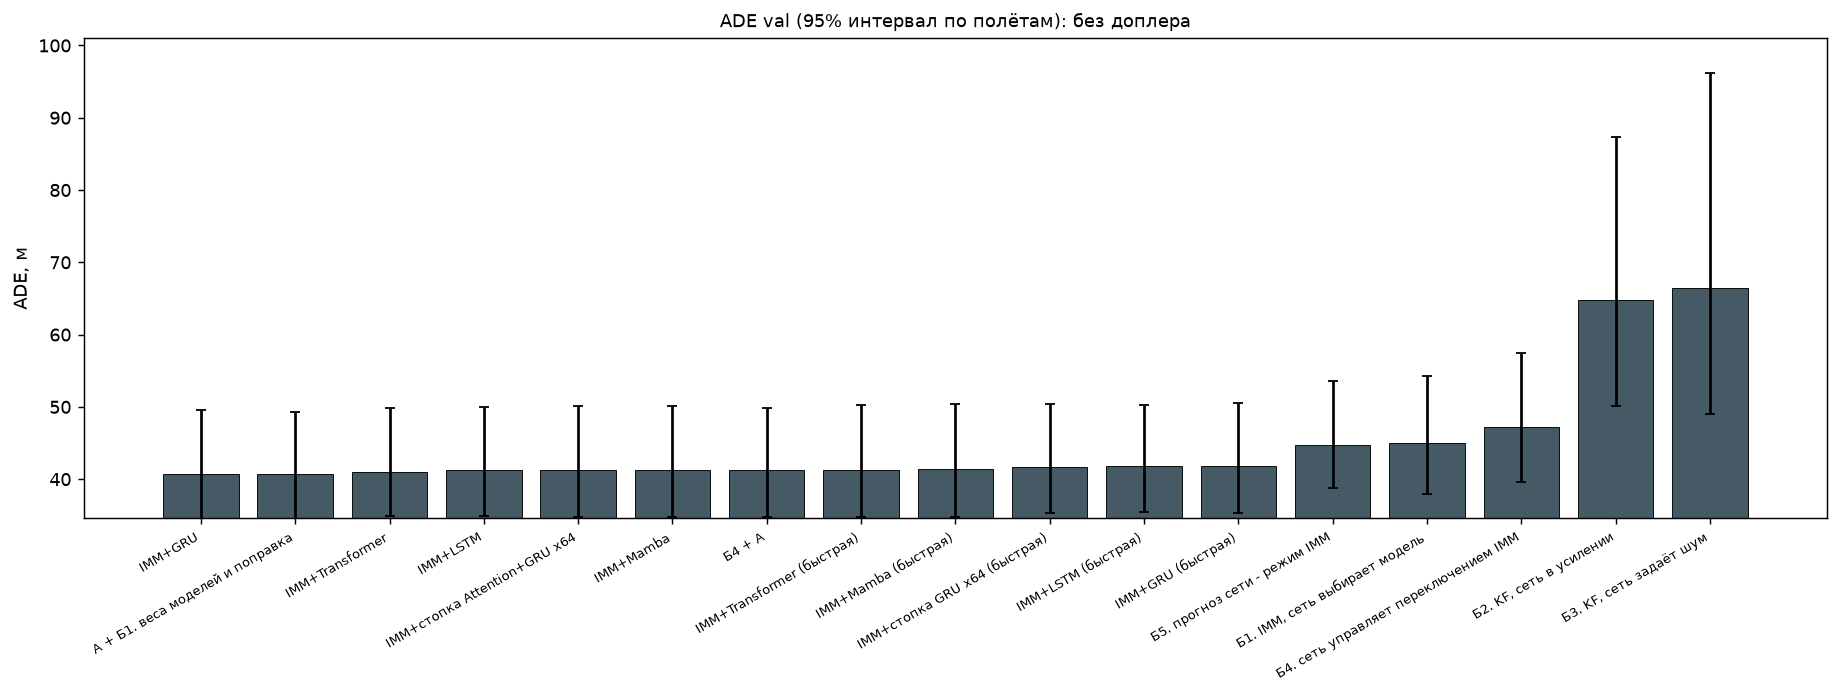 ADE val (95% интервал по полётам): без доплера
ADE, м
100
90
80
70
60
50
40
IMM+GRU
А + Б1. веса моделей и поправка
IMM+Transformer
IMM+LSTM
IMM+стопка Attention+GRU x64
IMM+Mamba
Б4 + А
IMM+Transformer (быстрая)
IMM+Mamba (быстрая)
IMM+стопка GRU x64 (быстрая)
IMM+LSTM (быстрая)
IMM+GRU (быстрая)
Б5. прогноз сети - режим IMM
Б1. IMM, сеть выбирает модель
Б4. сеть управляет переключением IMM
Б2. KF, сеть в усилении
Б3. KF, сеть задаёт шум